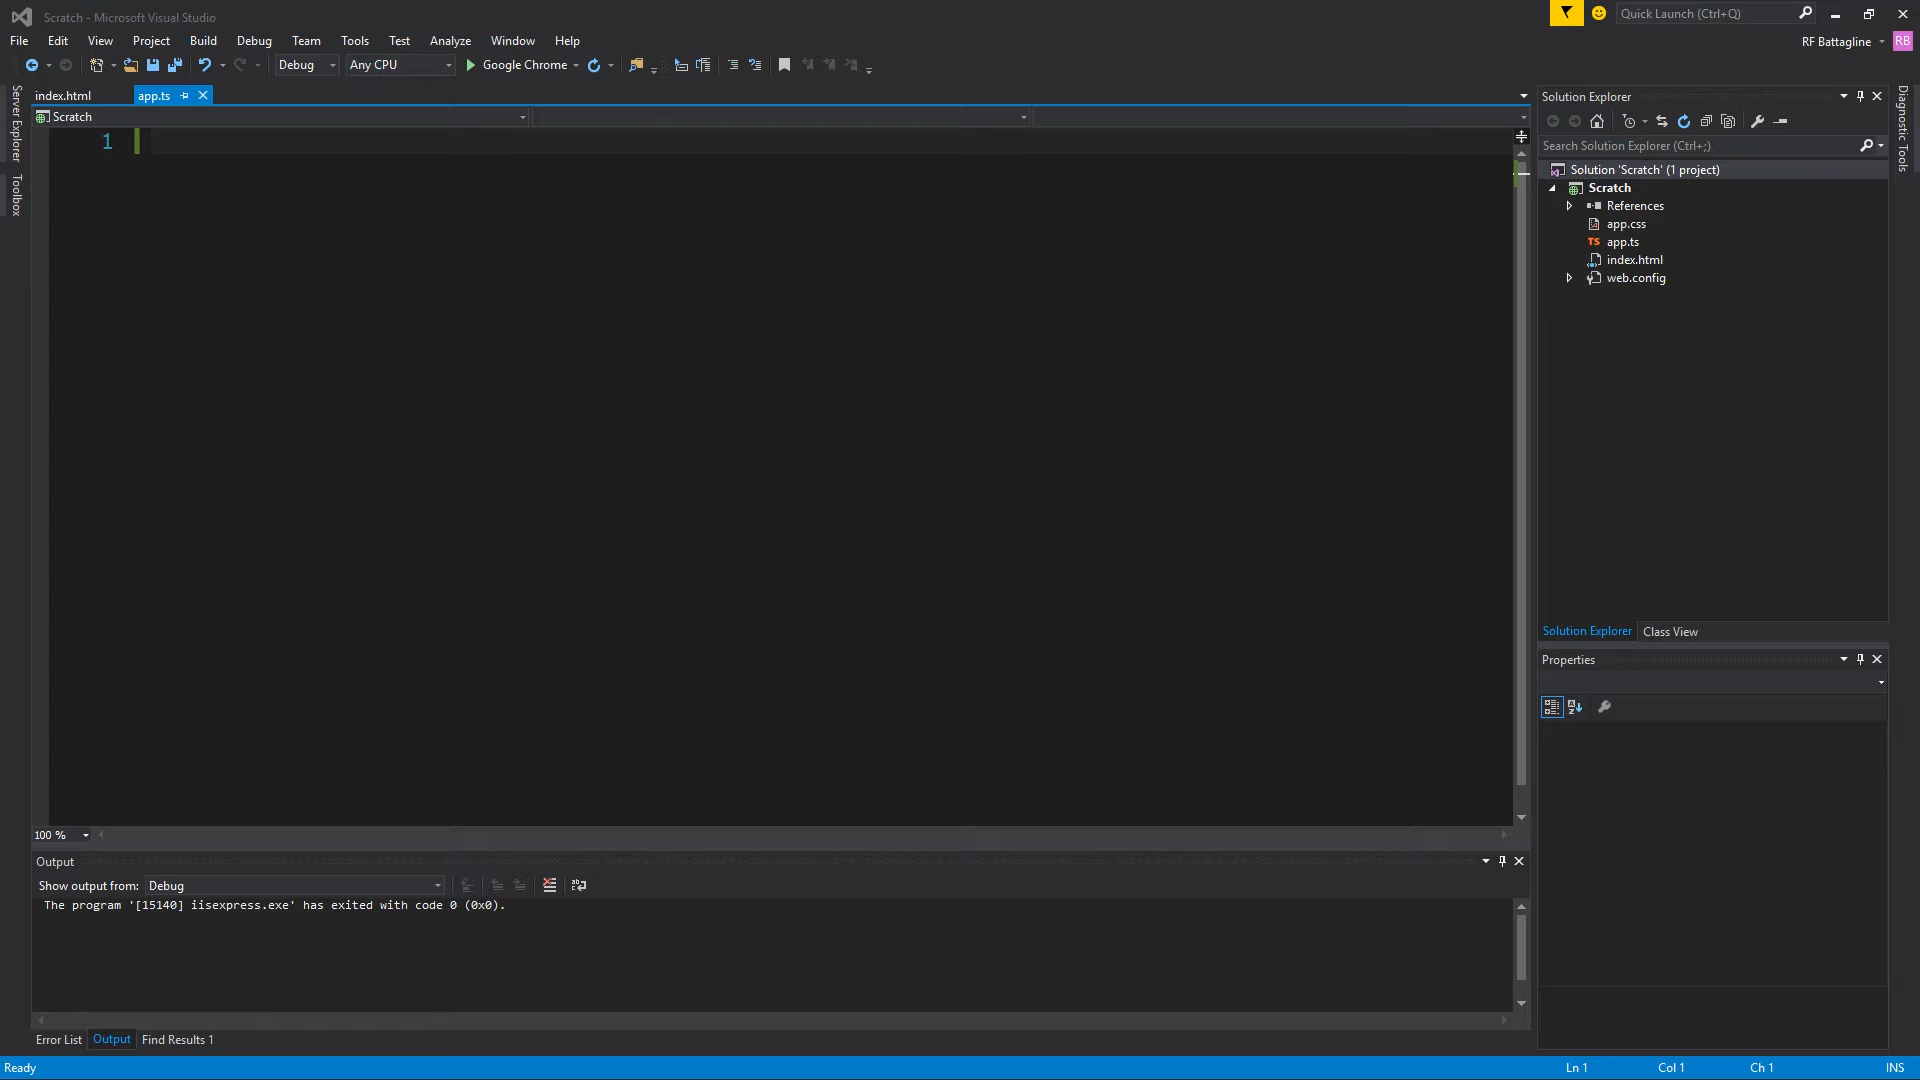 Scratch - Microsoft Visual Studio
Quick Launch (Ctrl+Q)
File Edit View Project Build Debug Team Tools Test Analyze Window Help
RF Battagline RB
Debug Any CPU Google Chrome
Server Explorer
Toolbox
index.html app.ts
Scratch
1
100 %
Output
Show output from: Debug
The program '[15140] iisexpress.exe' has exited with code 0 (0x0).
Error List Output Find Results 1
Solution Explorer
Search Solution Explorer (Ctrl+;)
Solution 'Scratch' (1 project)
Scratch
References
app.css
TS app.ts
index.html
web.config
Solution Explorer Class View
Properties
Diagnostic Tools
Ready Ln 1 Col 1 Ch 1 INS